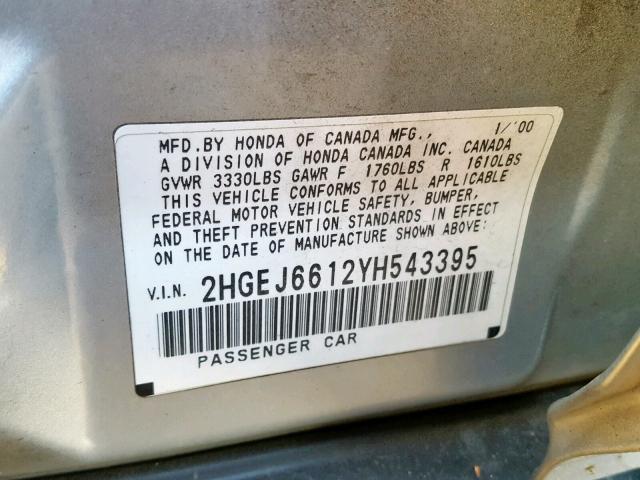 MFD.BY HONDA OF CANADA MFG., 1/'00
A DIVISION OF HONDA CANADA INC. CANADA
GVWR 3330LBS GAWR F 1760LBS R 1610LBS
THIS VEHICLE CONFORMS TO ALL APPLICABLE
FEDERAL MOTOR VEHICLE SAFETY, BUMPER,
AND THEFT PREVENTION STANDARDS IN EFFECT
ON THE DATE OF MANUFACTURE SHOWN ABOVE:
V.I.N. 2HGEJ6612YH543395
PASSENGER CAR